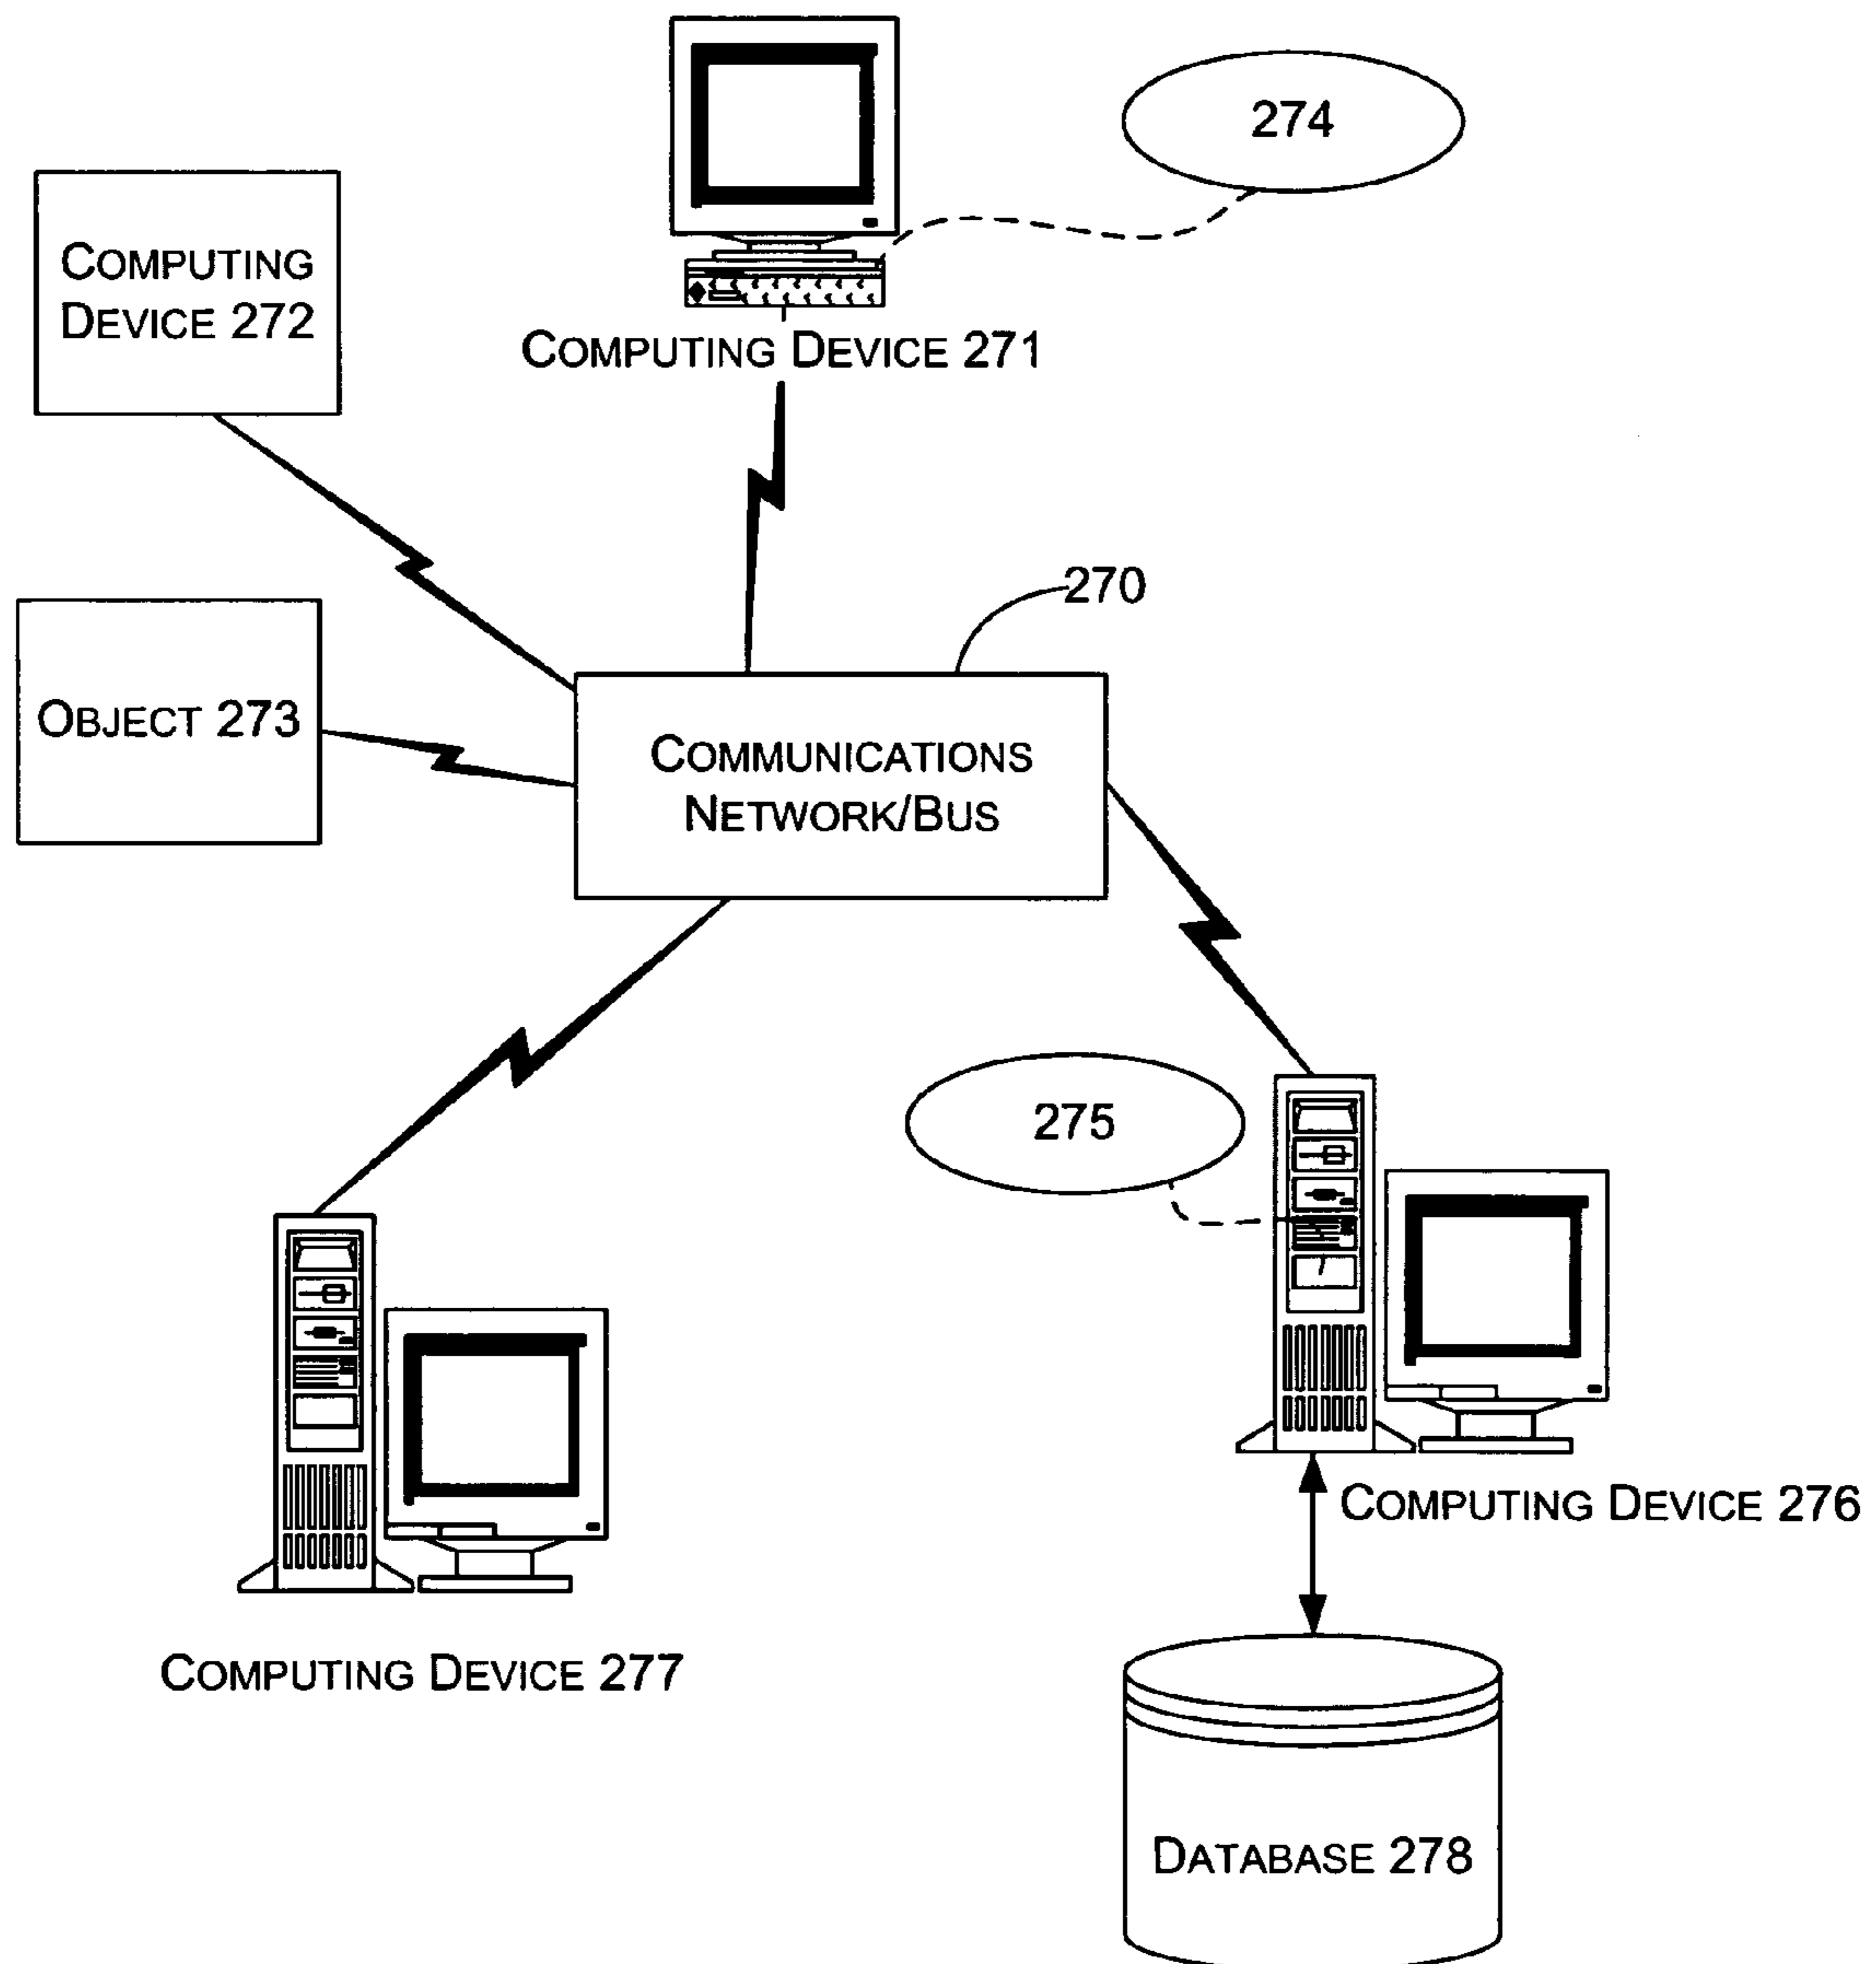 274
COMPUTING
DEVICE 272
COMPUTING DEVICE 271
270
OBJECT 273
COMMUNICATIONS
NETWORK/BUS
275
COMPUTING DEVICE 276
COMPUTING DEVICE 277
DATABASE 278